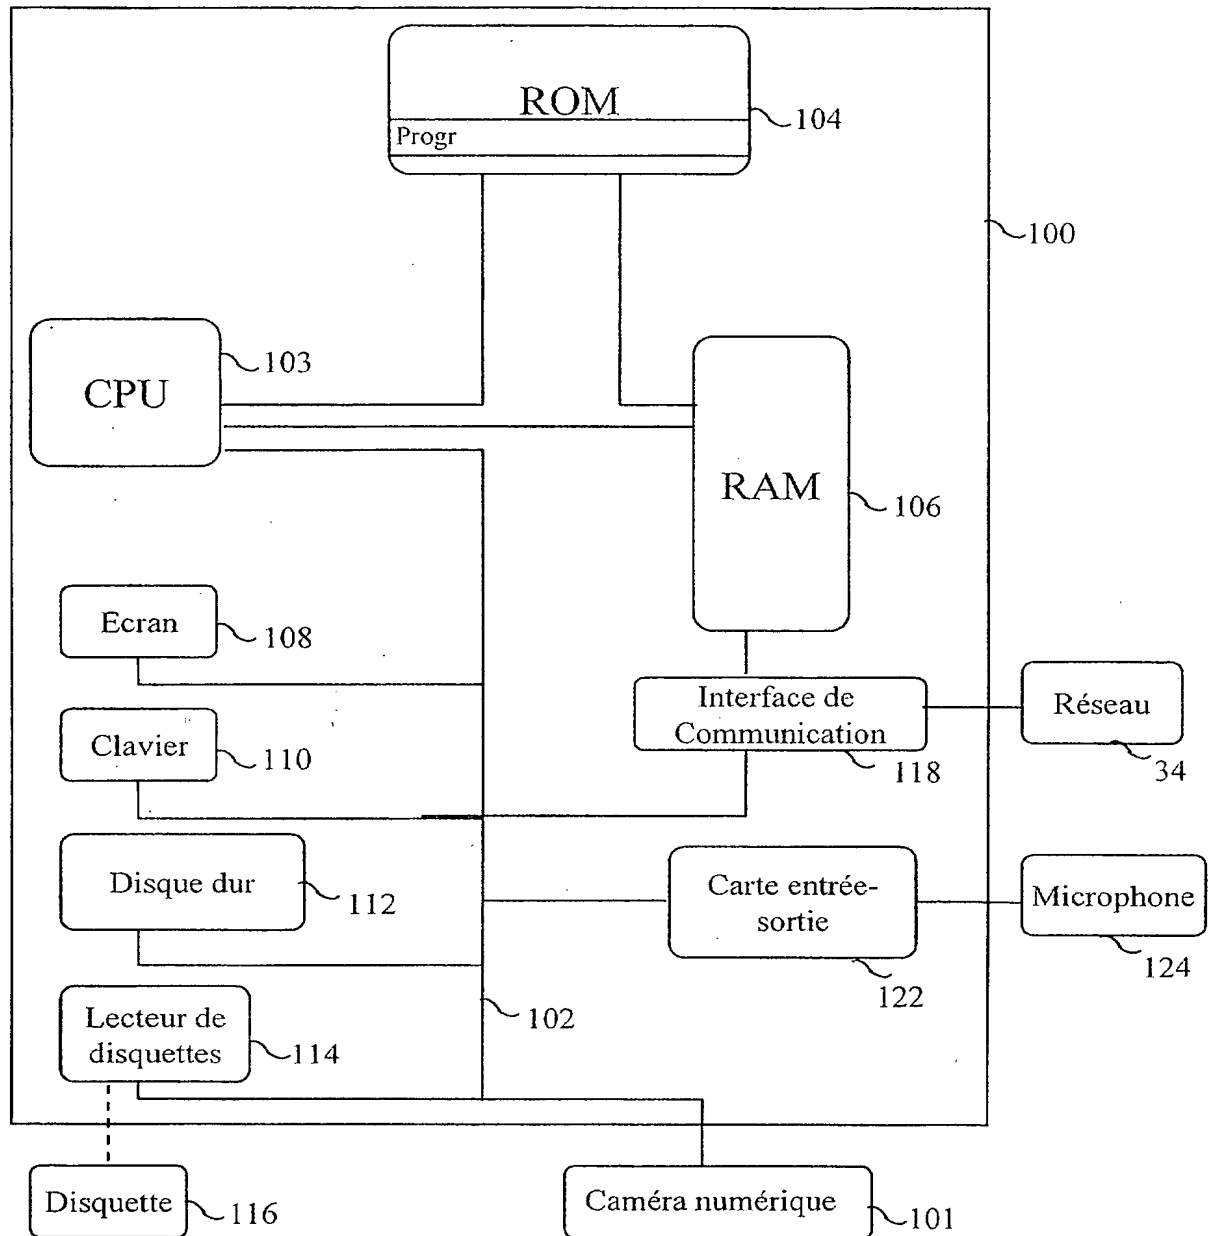 ROM
104
Progr
100
103
CPU
RAM
106
Ecran
108
Interface de
Communication
118
Réseau
34
Clavier
110
Disque dur
112
Carte entrée-
sortie
122
Microphone
124
Lecteur de
disquettes
114
102
Disquette
116
Caméra numérique
101